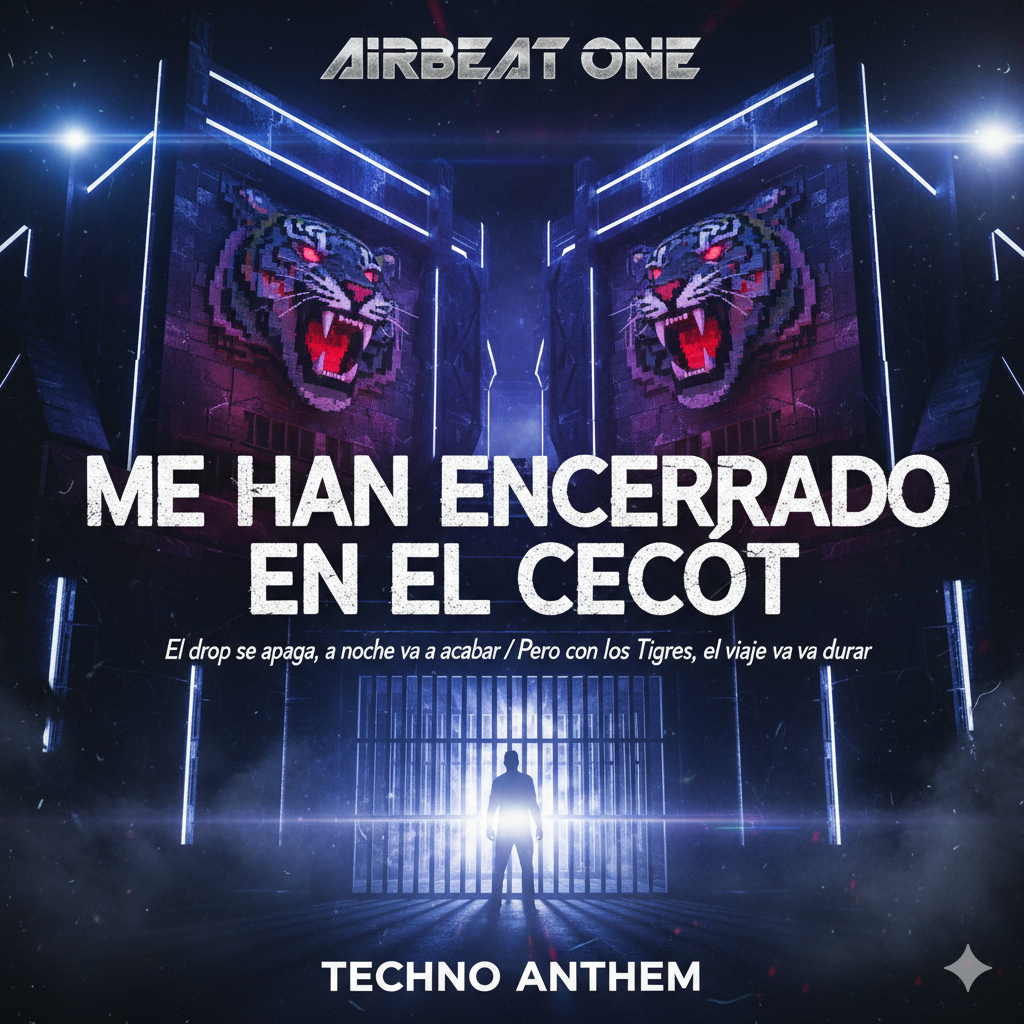 AIRBEAT ONE
ME HAN ENCERRADO
EN EL CECÓT
El drop se apaga, a noche va a acabar / Pero con los Tigres, el viaje va va durar
TECHNO ANTHEM